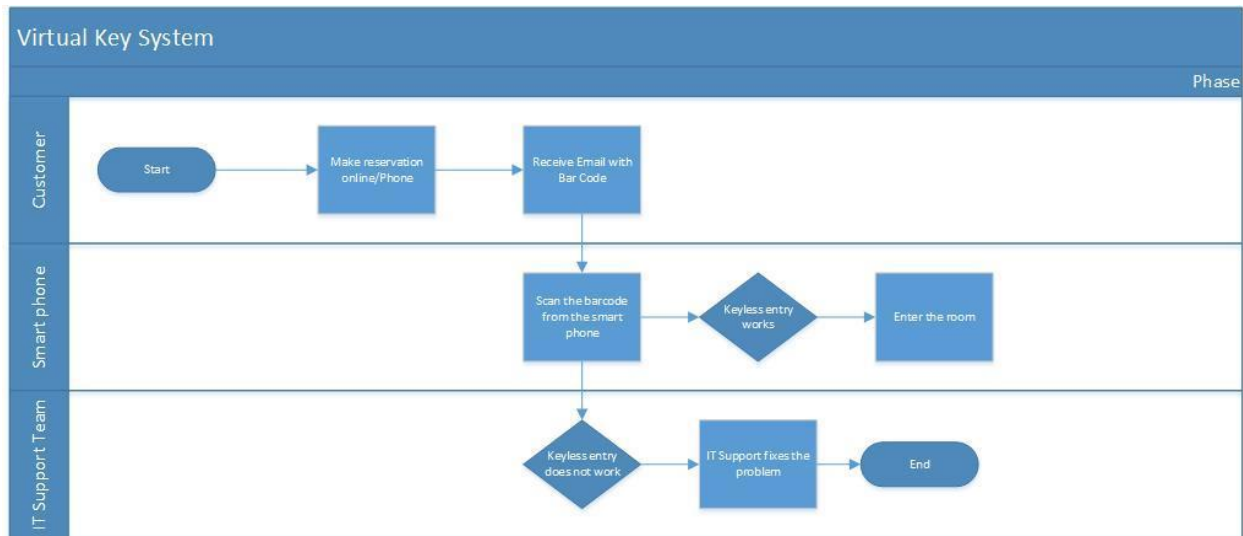 Virtual Key System
Phase
Customer
Start
Make reservation
online/Phone
Receive Email with
Bar Code
Smart phone
Scan the barcode
from the smart
phone
Keyless entry
works
Enter the room
IT Support Team
Keyless entry
does not work
IT Support fixes the
problem
End